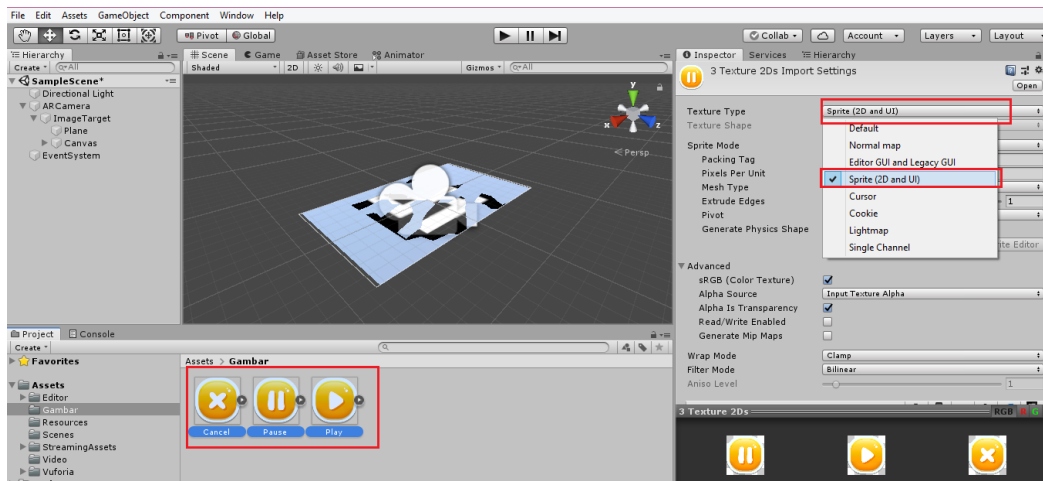 File Edit Assets GameObject Component Window Help
Pivot Global
Collab Account Layers Layout
Hierarchy
Create All
SampleScene*
Directional Light
ARCamera
ImageTarget
Plane
Canvas
EventSystem
Scene Game Asset Store Animator
Shaded 2D Gizmos All
y
x z
Persp
Inspector Services Hierarchy
3 Texture 2Ds Import Settings
Open
Texture Type Sprite (2D and UI)
Texture Shape
Sprite Mode
Packing Tag
Pixels Per Unit
Mesh Type
Extrude Edges 1
Pivot
Generate Physics Shape
Default
Normal map
Editor GUI and Legacy GUI
Sprite (2D and UI)
Cursor
Cookie
Lightmap
Single Channel
Editor
Advanced
sRGB (Color Texture)
Alpha Source Input Texture Alpha
Alpha Is Transparency
Read/Write Enabled
Generate Mip Maps
Wrap Mode Clamp
Filter Mode Bilinear
Aniso Level 1
3 Texture 2Ds RGB R G
Project Console
Create
Favorites
Assets
Editor
Gambar
Resources
Scenes
StreamingAssets
Video
Vuforia
Assets Gambar
Cancel Pause Play